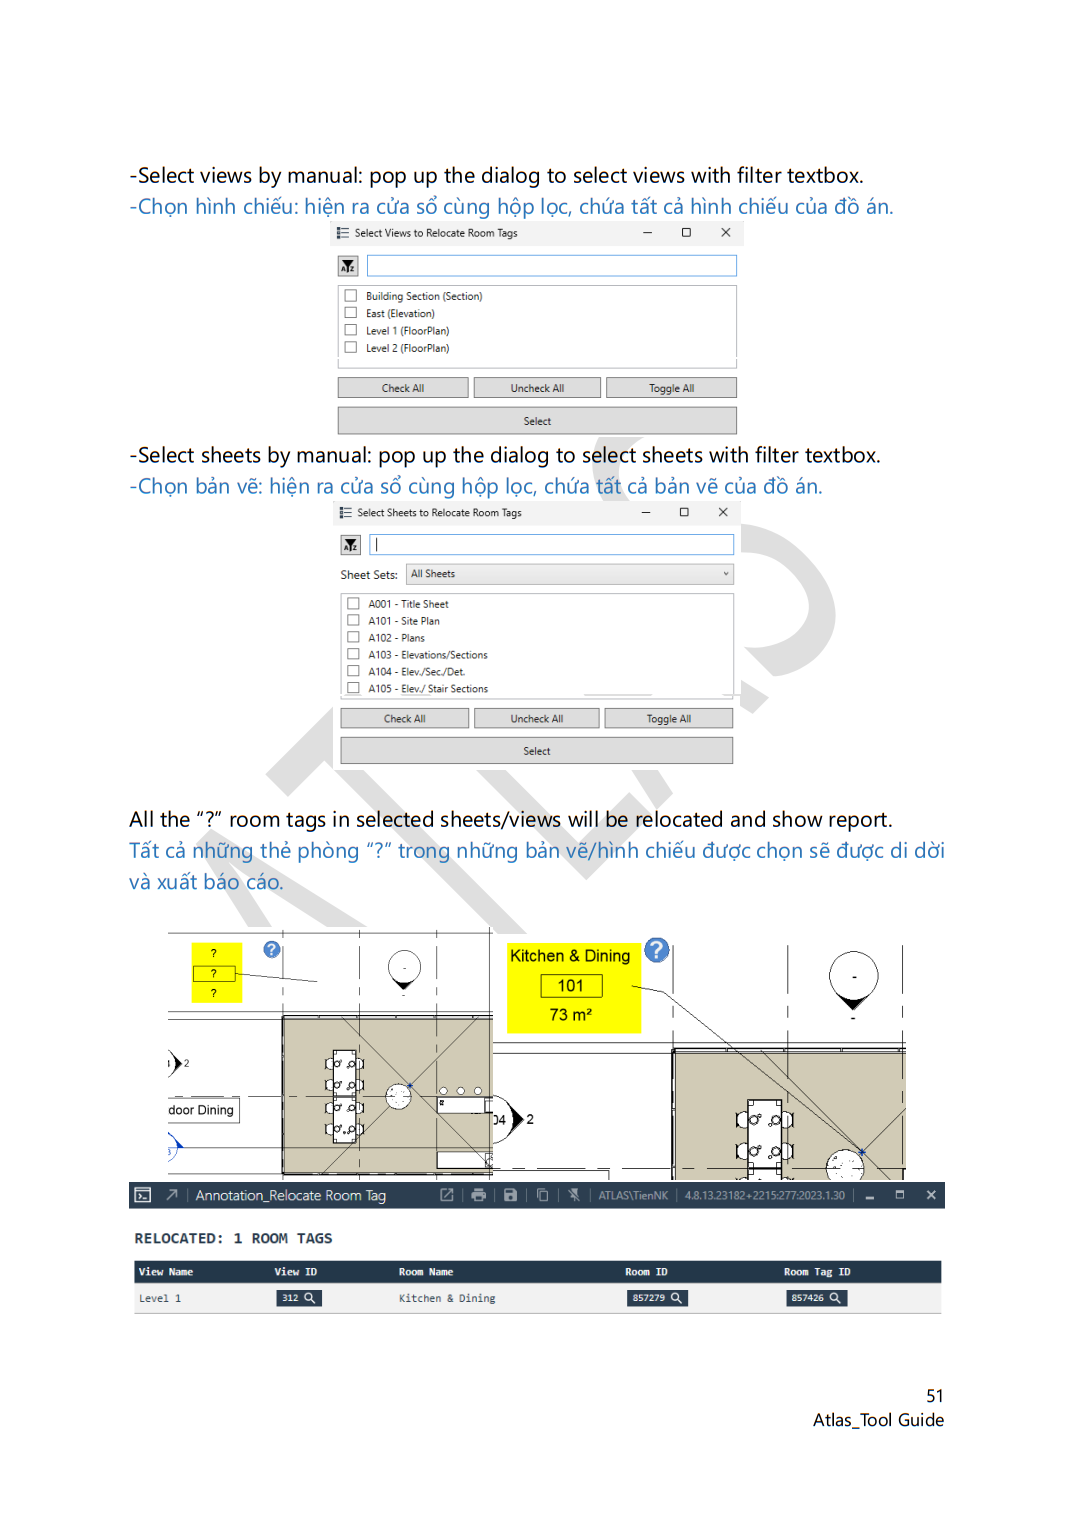 -Select views by manual: pop up the dialog to select views with filter textbox.
-Chọn hình chiếu: hiện ra cửa sổ cùng hộp lọc, chứa tất cả hình chiếu của đồ án.
Select Views to Relocate Room Tags
AZ
Building Section (Section)
East (Elevation)
Level 1 (FloorPlan)
Level 2 (FloorPlan)
Check All Uncheck All Toggle All
Select
-Select sheets by manual: pop up the dialog to select sheets with filter textbox.
-Chọn bản vẽ: hiện ra cửa sổ cùng hộp lọc, chứa tất cả bản vẽ của đồ án.
Select Sheets to Relocate Room Tags
AZ
Sheet Sets: All Sheets
A001 - Title Sheet
A101 - Site Plan
A102 - Plans
A103 - Elevations/Sections
A104 - Elev./Sec./Det.
A105 - Elev./ Stair Sections
Check All Uncheck All Toggle All
Select
ATLAS
All the “?” room tags in selected sheets/views will be relocated and show report.
Tất cả những thẻ phòng “?” trong những bản vẽ/hình chiếu được chọn sẽ được di dời
và xuất báo cáo.
?
?
?
?
-
-
2
door Dining
Kitchen & Dining
101
73 m²
?
-
-
04 2
Annotation_Relocate Room Tag ATLAS\TienNK 4.8.13.23182+2215:277:2023.1.30
RELOCATED: 1 ROOM TAGS
View Name View ID Room Name Room ID Room Tag ID
Level 1 312 Kitchen & Dining 857279 857426
51
Atlas_Tool Guide